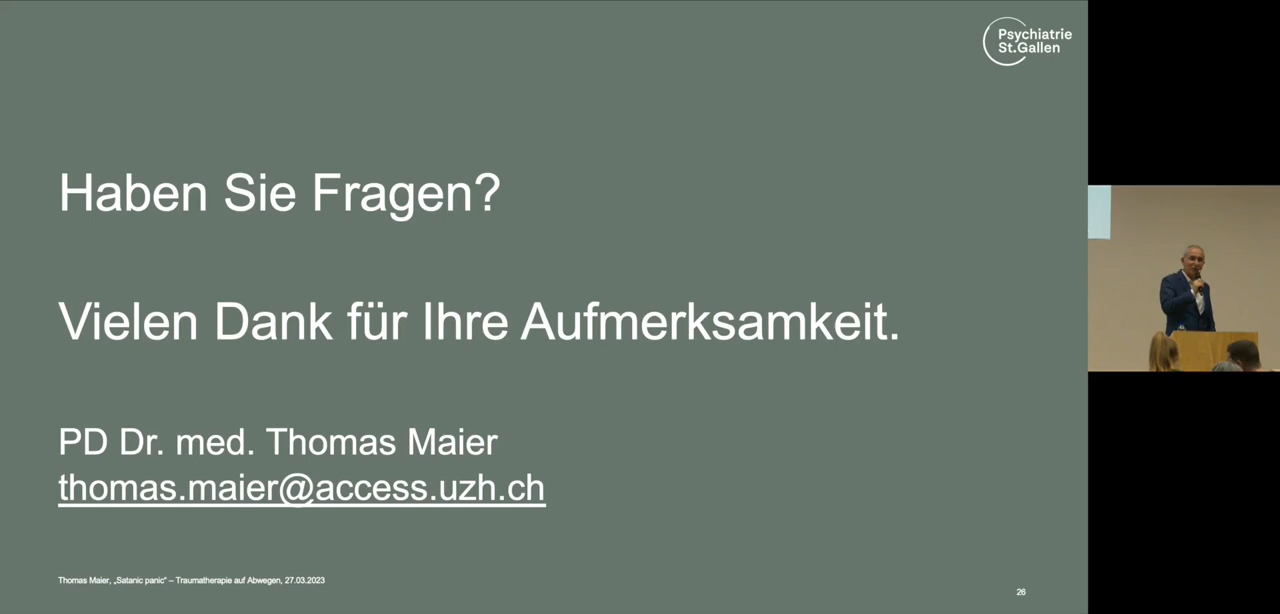 Psychiatrie
St.Gallen
Haben Sie Fragen?
Vielen Dank für Ihre Aufmerksamkeit.
PD Dr. med. Thomas Maier
thomas.maier@access.uzh.ch
Thomas Maier, „Satanic panic" – Traumatherapie auf Abwegen, 27.03.2023
26